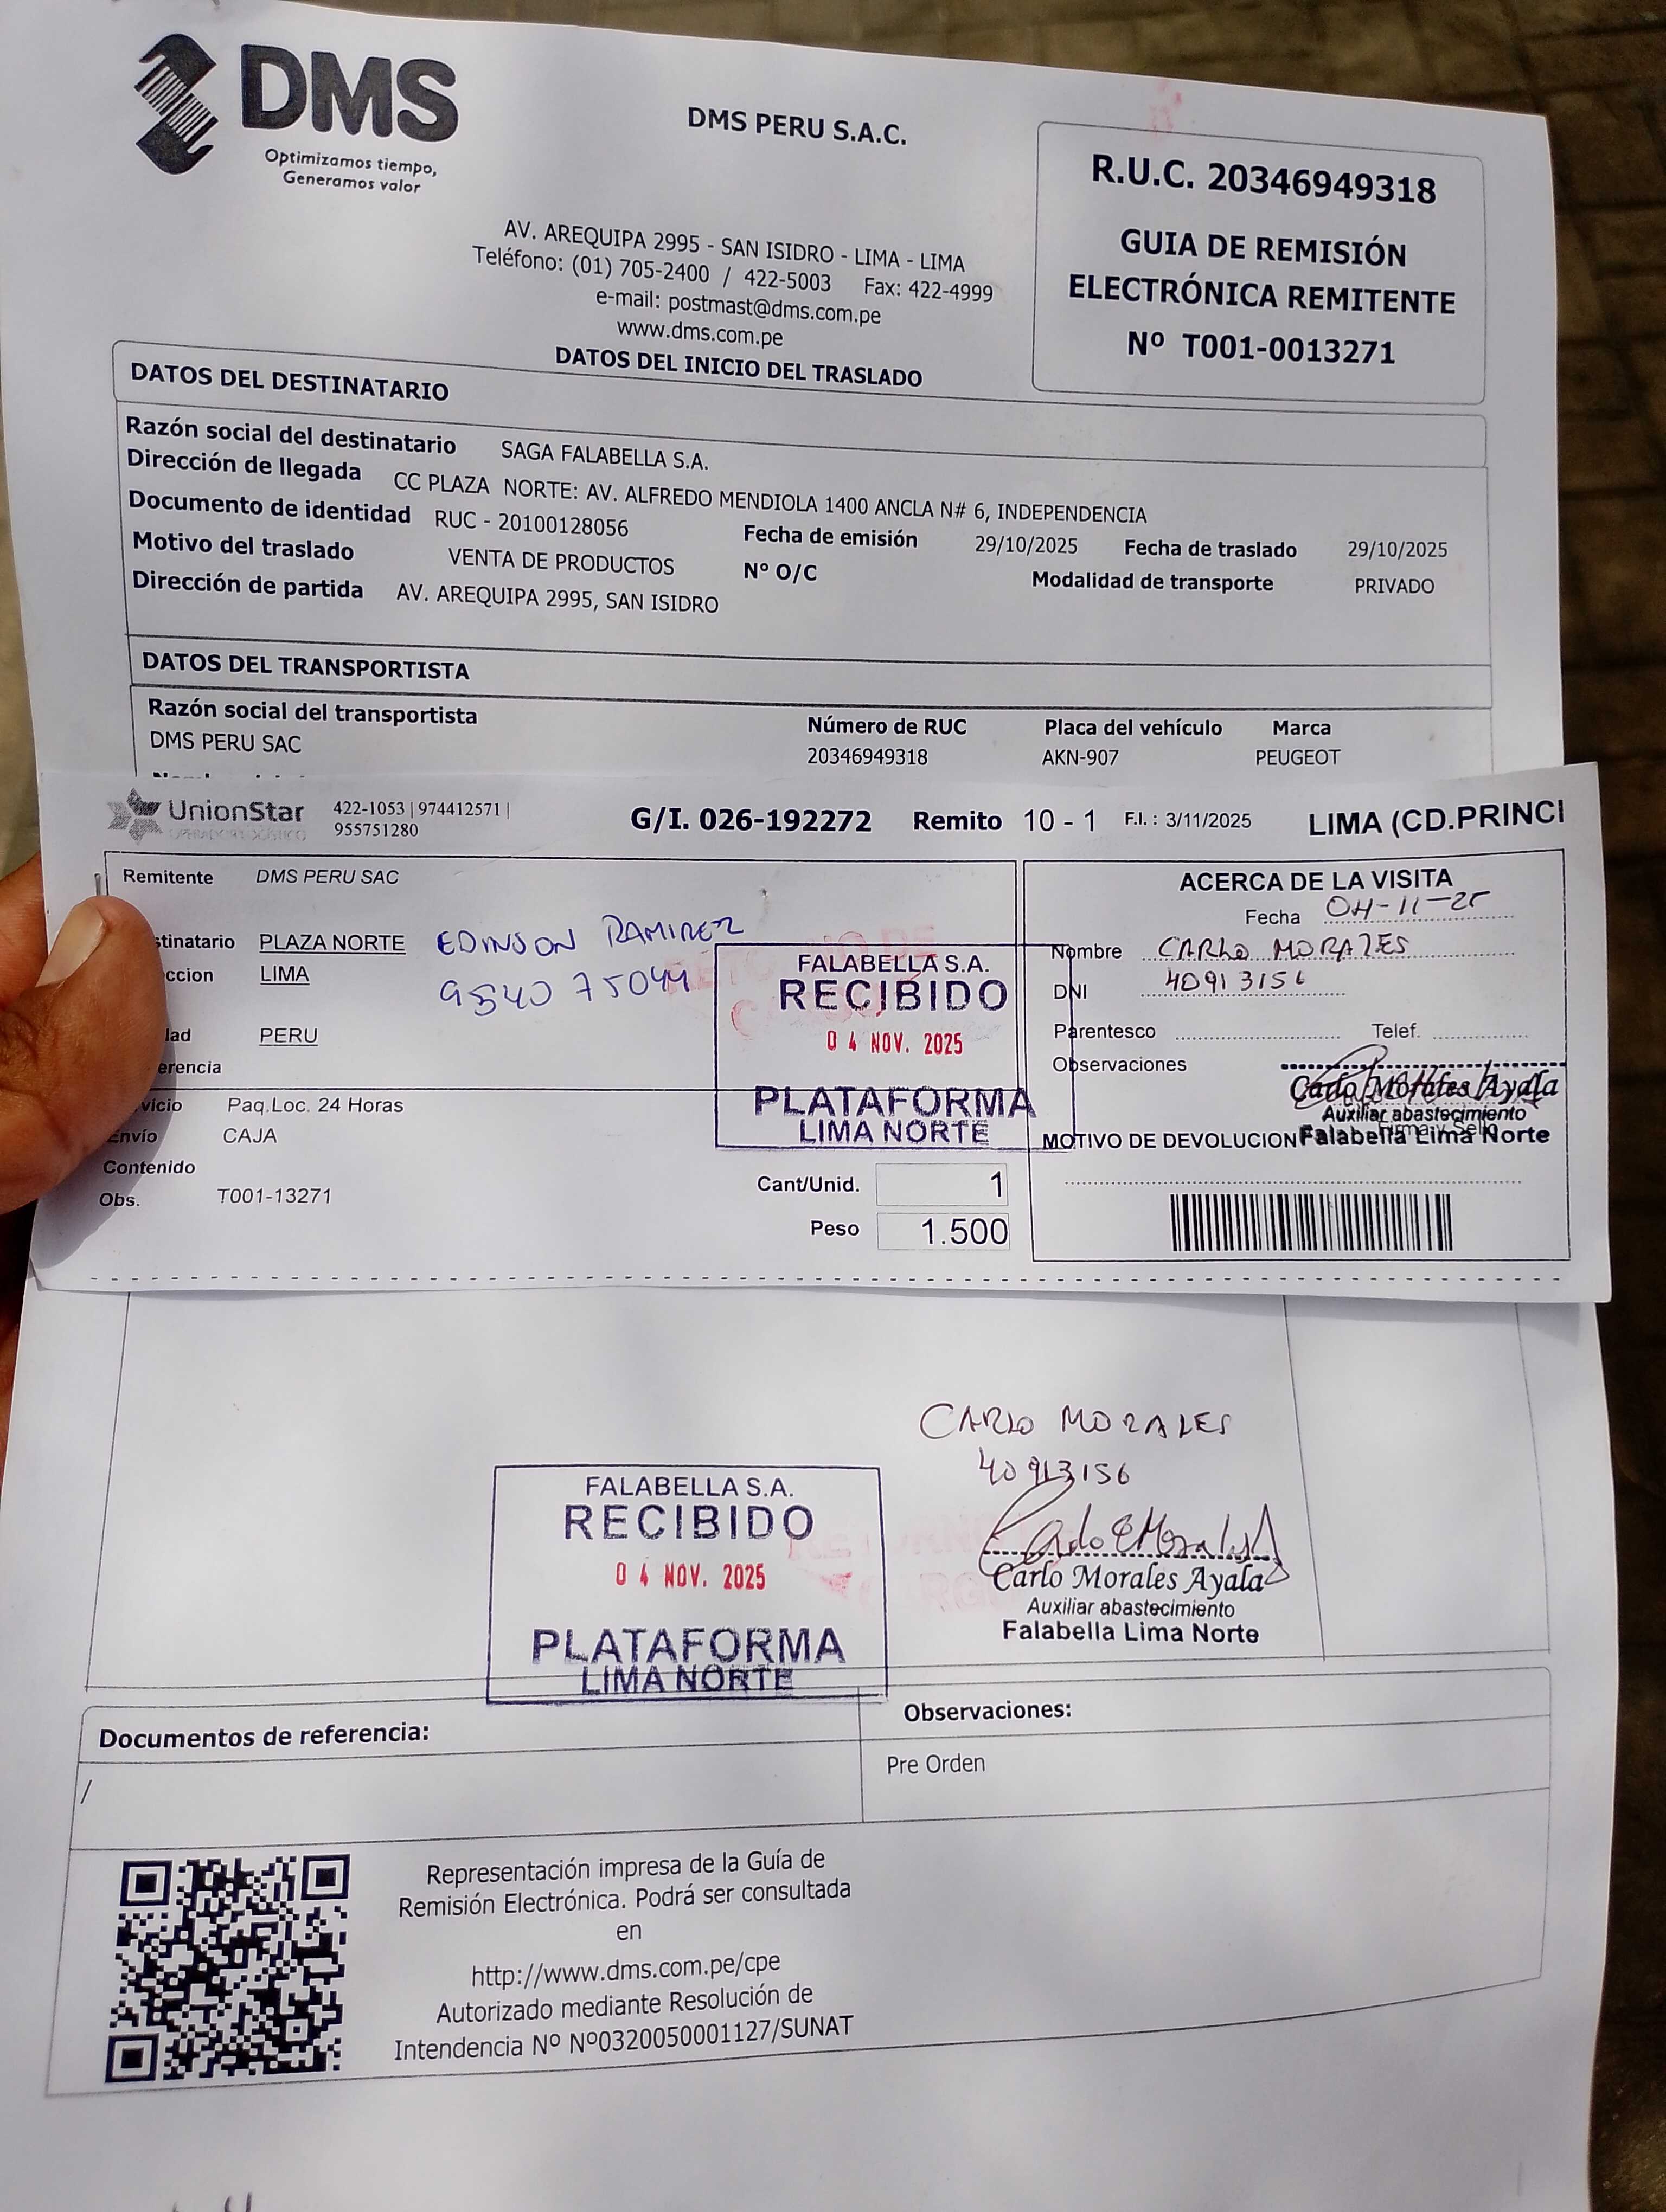 DMS
Optimizamos tiempo,
Generamos valor
DMS PERU S.A.C.
AV. AREQUIPA 2995 - SAN ISIDRO - LIMA - LIMA
Teléfono: (01) 705-2400 / 422-5003 Fax: 422-4999
e-mail: postmast@dms.com.pe
www.dms.com.pe
R.U.C. 20346949318
GUIA DE REMISIÓN
ELECTRÓNICA REMITENTE
Nº T001-0013271
DATOS DEL INICIO DEL TRASLADO
DATOS DEL DESTINATARIO
Razón social del destinatario SAGA FALABELLA S.A.
Dirección de llegada CC PLAZA NORTE: AV. ALFREDO MENDIOLA 1400 ANCLA N# 6, INDEPENDENCIA
Documento de identidad RUC - 20100128056 Fecha de emisión 29/10/2025 Fecha de traslado 29/10/2025
Motivo del traslado VENTA DE PRODUCTOS N° O/C Modalidad de transporte PRIVADO
Dirección de partida AV. AREQUIPA 2995, SAN ISIDRO
DATOS DEL TRANSPORTISTA
Razón social del transportista Número de RUC Placa del vehículo Marca
DMS PERU SAC 20346949318 AKN-907 PEUGEOT
UnionStar 422-1053 | 974412571 |
955751280
OPERADOR LOGÍSTICO
G/I. 026-192272 Remito 10 - 1 F.I. : 3/11/2025 LIMA (CD.PRINCI
Remitente DMS PERU SAC
stinatario PLAZA NORTE EDINSON RAMIREZ
ccion LIMA 954075044
ad PERU
erencia
vicio Paq.Loc. 24 Horas
Envío CAJA
Contenido
Obs. T001-13271
FALABELLA S.A.
RECIBIDO
04 NOV. 2025
PLATAFORMA
LIMA NORTE
Cant/Unid. 1
Peso 1.500
ACERCA DE LA VISITA
Fecha 04-11-25
Nombre CARLO MORALES
DNI 40913156
Parentesco Telef.
Observaciones
Carlo Morales Ayala
Auxiliar abastecimiento
Firma y Sello
MOTIVO DE DEVOLUCION Falabella Lima Norte
CARLO MORALES
40913156
FALABELLA S.A.
RECIBIDO
04 NOV. 2025
PLATAFORMA
LIMA NORTE
Carlo Morales Ayala
Auxiliar abastecimiento
Falabella Lima Norte
Documentos de referencia:
/
Observaciones:
Pre Orden
Representación impresa de la Guía de
Remisión Electrónica. Podrá ser consultada
en
http://www.dms.com.pe/cpe
Autorizado mediante Resolución de
Intendencia Nº Nº0320050001127/SUNAT